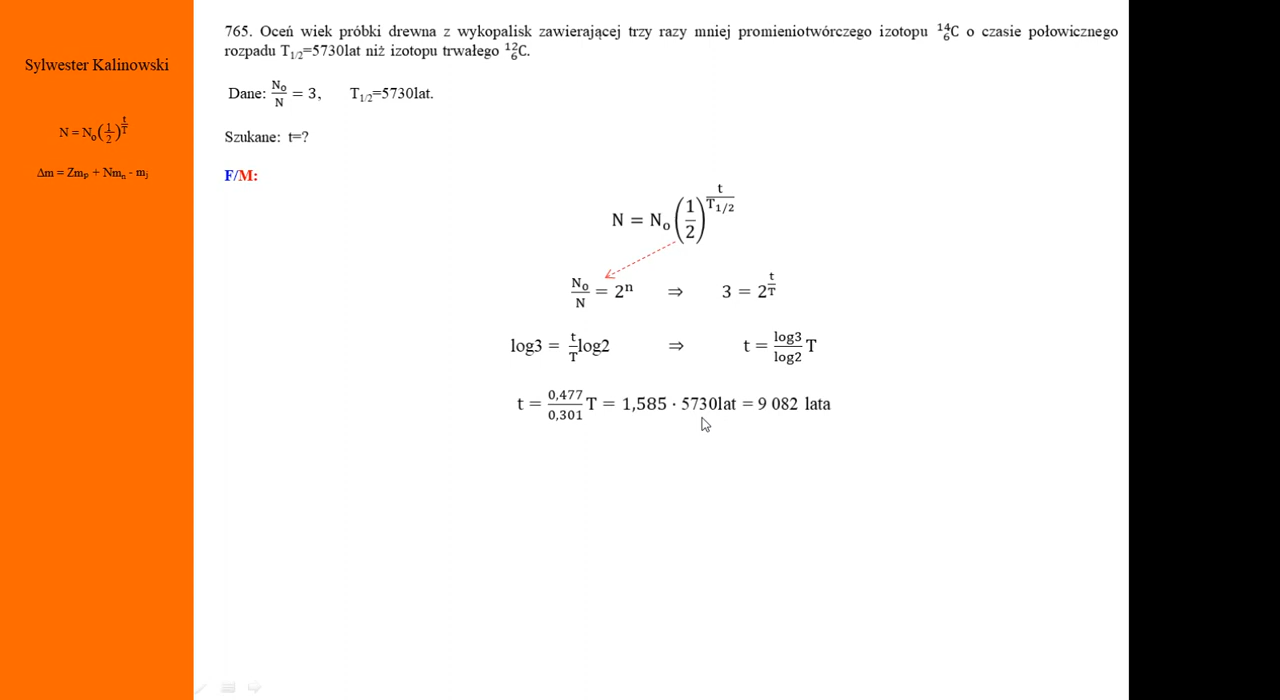 Sylwester Kalinowski
N = N₀(1/2)^(t/T)
Δm = Zmₚ + Nmₙ - mⱼ
765. Oceń wiek próbki drewna z wykopalisk zawierającej trzy razy mniej promieniotwórczego izotopu ¹⁴₆C o czasie połowicznego
rozpadu T₁/₂=5730lat niż izotopu trwałego ¹²₆C.
Dane: N₀/N = 3, T₁/₂=5730lat.
Szukane: t=?
F/M:
N = N₀(1/2)^(t/T₁/₂)
N₀/N = 2ⁿ ⇒ 3 = 2^(t/T)
log3 = t/T log2 ⇒ t = log3/log2 T
t = 0,477/0,301 T = 1,585 · 5730lat = 9 082 lata